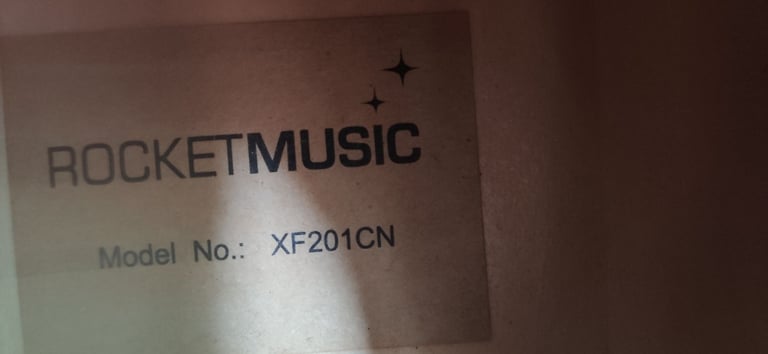 ROCKETMUSIC
Model No.: XF201CN